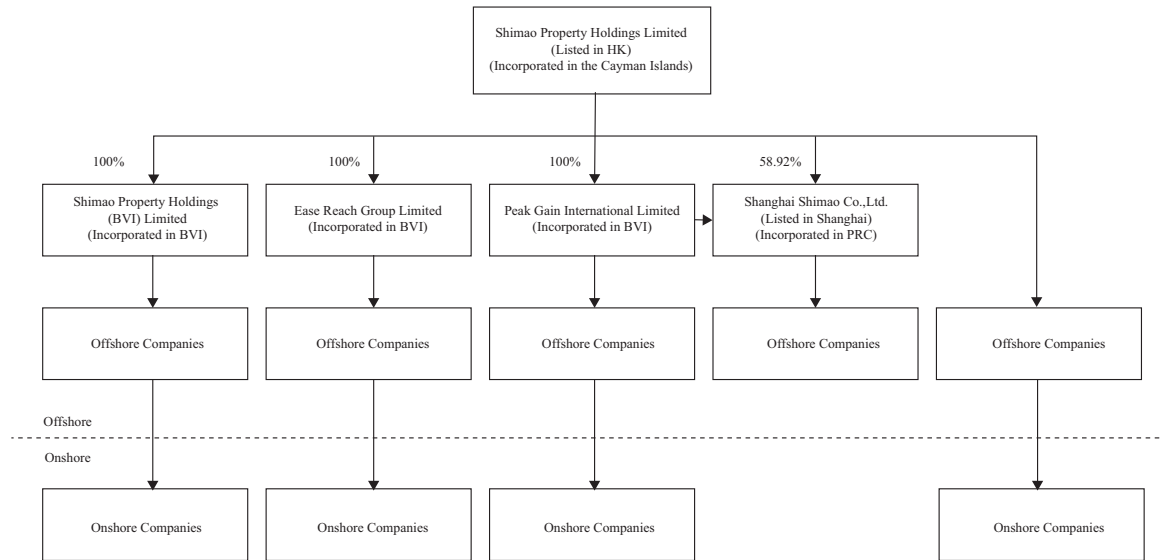 Shimao Property Holdings Limited
(Listed in HK)
(Incorporated in the Cayman Islands)
100%
100%
100%
58.92%
Shimao Property Holdings
(BVI) Limited
(Incorporated in BVI)
Ease Reach Group Limited
(Incorporated in BVI)
Peak Gain International Limited
(Incorporated in BVI)
Shanghai Shimao Co.,Ltd.
(Listed in Shanghai)
(Incorporated in PRC)
Offshore Companies
Offshore Companies
Offshore Companies
Offshore Companies
Offshore Companies
Offshore
Onshore
Onshore Companies
Onshore Companies
Onshore Companies
Onshore Companies